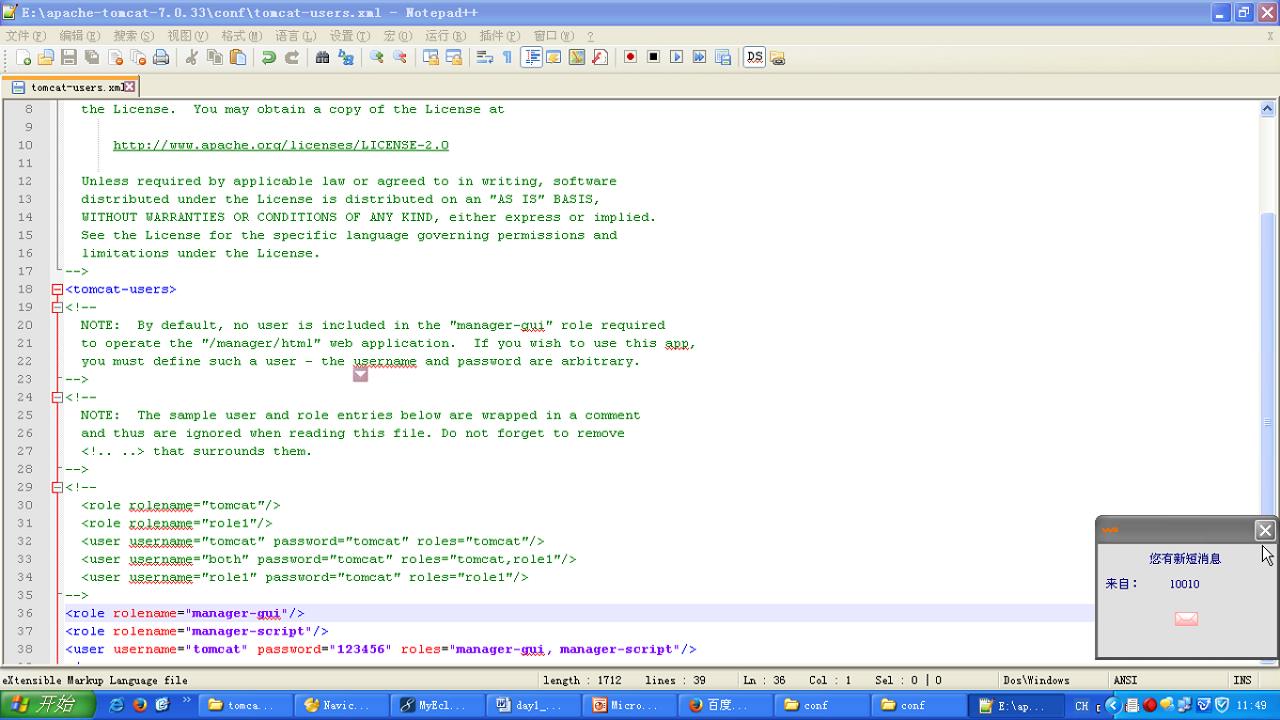 E:\apache-tomcat-7.0.33\conf\tomcat-users.xml - Notepad++
文件(F) 编辑(E) 搜索(S) 视图(V) 格式(M) 语言(L) 设置(T) 宏(O) 运行(R) 插件(P) 窗口(W) ? X
DS
tomcat-users.xml
8 the License.  You may obtain a copy of the License at
9
10 http://www.apache.org/licenses/LICENSE-2.0
11
12 Unless required by applicable law or agreed to in writing, software
13 distributed under the License is distributed on an "AS IS" BASIS,
14 WITHOUT WARRANTIES OR CONDITIONS OF ANY KIND, either express or implied.
15 See the License for the specific language governing permissions and
16 limitations under the License.
17 -->
18 <tomcat-users>
19 <!--
20 NOTE:  By default, no user is included in the "manager-gui" role required
21 to operate the "/manager/html" web application.  If you wish to use this app,
22 you must define such a user - the username and password are arbitrary.
23 -->
24 <!--
25 NOTE:  The sample user and role entries below are wrapped in a comment
26 and thus are ignored when reading this file. Do not forget to remove
27 <!.. ..> that surrounds them.
28 -->
29 <!--
30 <role rolename="tomcat"/>
31 <role rolename="role1"/>
32 <user username="tomcat" password="tomcat" roles="tomcat"/>
33 <user username="both" password="tomcat" roles="tomcat,role1"/>
34 <user username="role1" password="tomcat" roles="role1"/>
35 -->
36 <role rolename="manager-gui"/>
37 <role rolename="manager-script"/>
38 <user username="tomcat" password="123456" roles="manager-gui, manager-script"/>
您有新短消息
来自： 10010
eXtensible Markup Language file length : 1712 lines : 39 Ln : 36 Col : 1 Sel : 0 | 0 Dos\Windows ANSI INS
开始 » tomca... Navic... MyEcl... day1_... Micro... 百度... conf conf E:\ap... CH 11:49